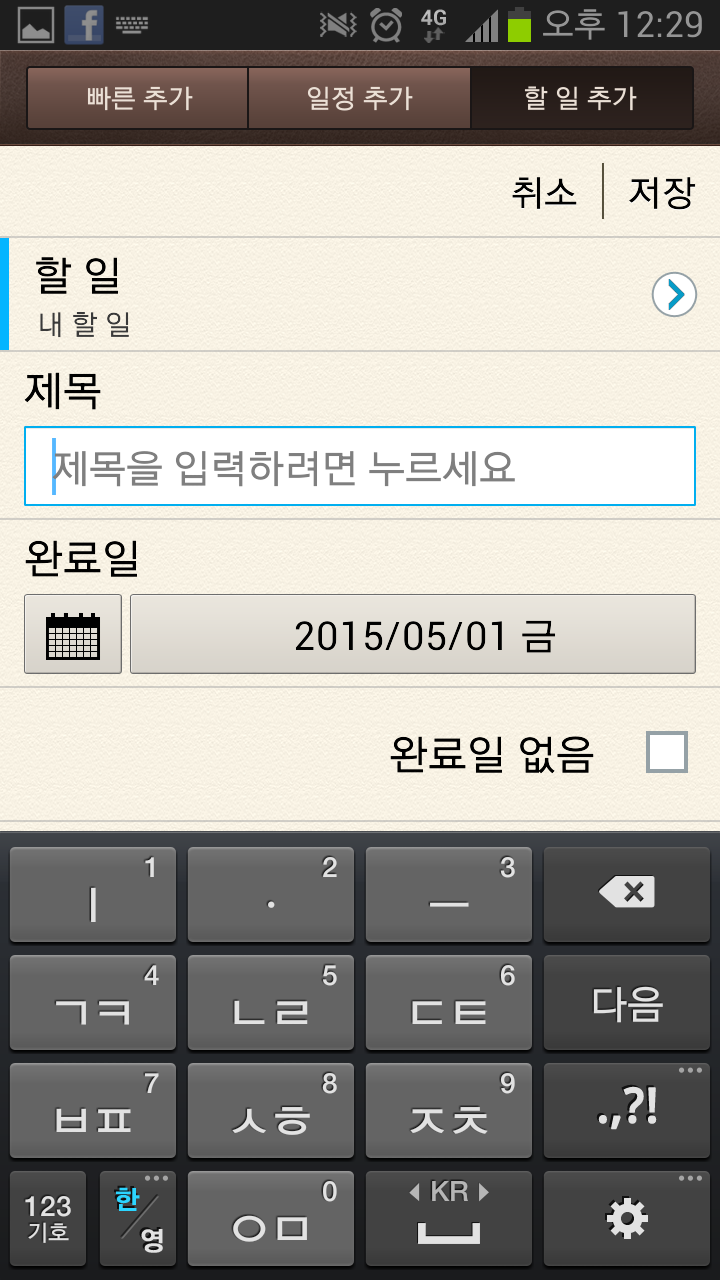 4G 오후 12:29
빠른 추가 일정 추가 할 일 추가
취소 저장
할 일
내 할 일
제목
제목을 입력하려면 누르세요
완료일
2015/05/01 금
완료일 없음
1 2 3
ㅣ · ㅡ
4 5 6
ㄱㅋ ㄴㄹ ㄷㅌ 다음
7 8 9
ㅂㅍ ㅅㅎ ㅈㅊ .,?!
123 기호 한/영 0 ㅇㅁ KR